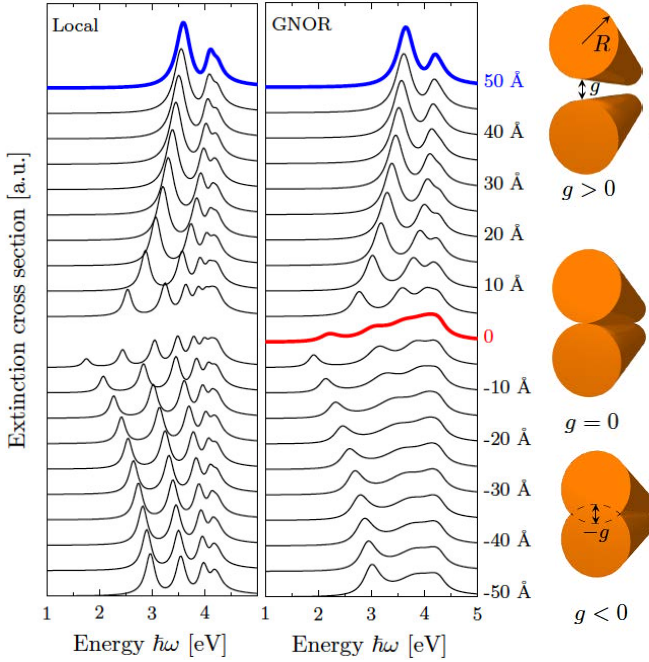 Local
GNOR
Extinction cross section [a.u.]
50 Å
40 Å
30 Å
20 Å
10 Å
0
-10 Å
-20 Å
-30 Å
-40 Å
-50 Å
1 2 3 4
1 2 3 4 5
Energy ℏω [eV]
Energy ℏω [eV]
R
g
g > 0
g = 0
−g
g < 0